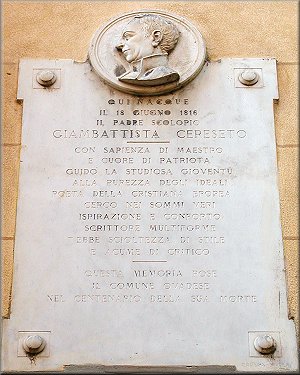 QUI NACQUE
IL 18 GIUGNO 1816
IL PADRE SCOLOPIO
GIAMBATTISTA CERESETO
CON SAPIENZA DI MAESTRO
E CUORE DI PATRIOTA
GUIDO LA STUDIOSA GIOVENTÙ
ALLA PUREZZA DEGLI IDEALI
POETA DELLA CRISTIANA EPOPEA
CERCO NEI SOMMI VERI
ISPIRAZIONE E CONFORTO
SCRITTORE MULTIFORME
EBBE SCIOLTEZZA DI STILE
E ACUME DI CRITICO
QUESTA MEMORIA POSE
IL COMUNE OVADESE
NEL CENTENARIO DELLA SUA MORTE